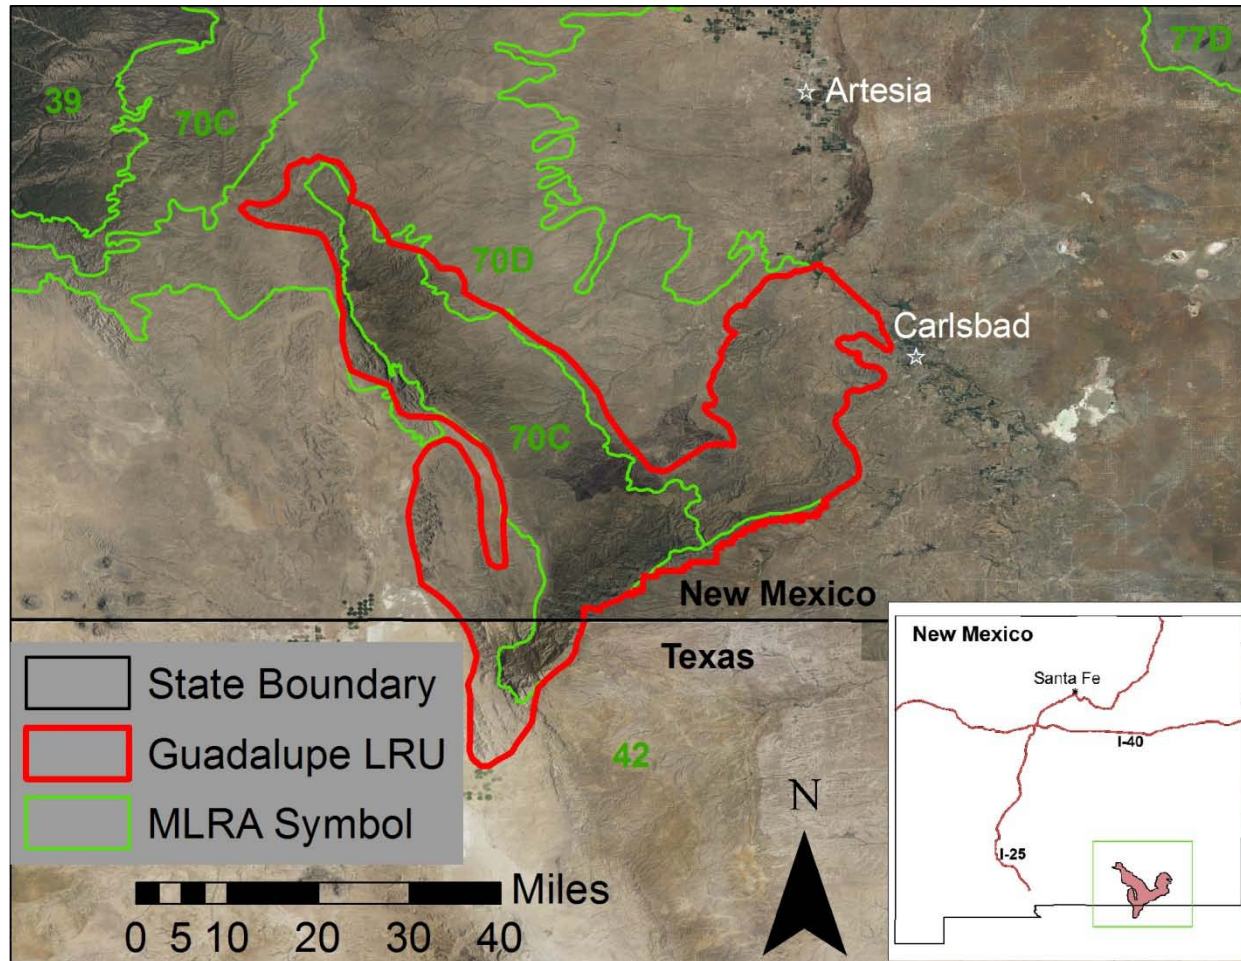 77D
39
70C
Artesia
70D
Carlsbad
70C
New Mexico
Texas
42
State Boundary
Guadalupe LRU
MLRA Symbol
N
Miles
0 5 10 20 30 40
New Mexico
Santa Fe
I-40
I-25